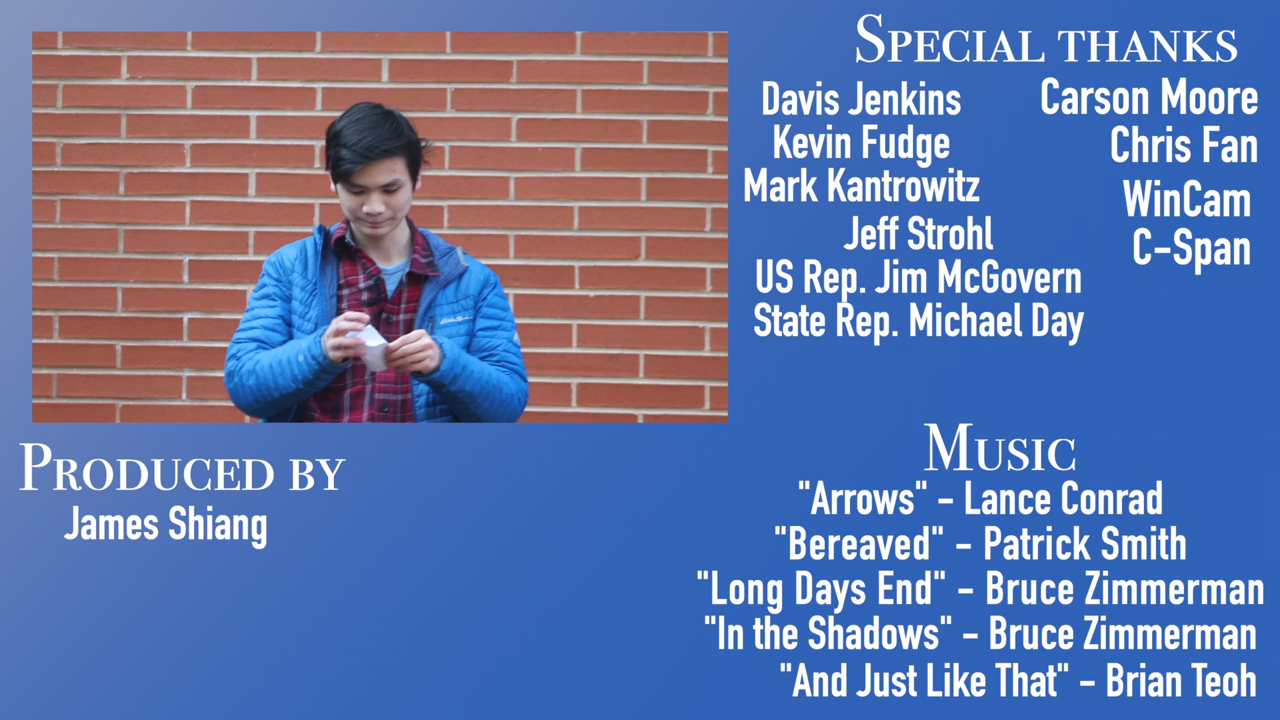 SPECIAL THANKS
Davis Jenkins
Kevin Fudge
Mark Kantrowitz
Jeff Strohl
US Rep. Jim McGovern
State Rep. Michael Day
Carson Moore
Chris Fan
WinCam
C-Span
PRODUCED BY
James Shiang
MUSIC
"Arrows" - Lance Conrad
"Bereaved" - Patrick Smith
"Long Days End" - Bruce Zimmerman
"In the Shadows" - Bruce Zimmerman
"And Just Like That" - Brian Teoh